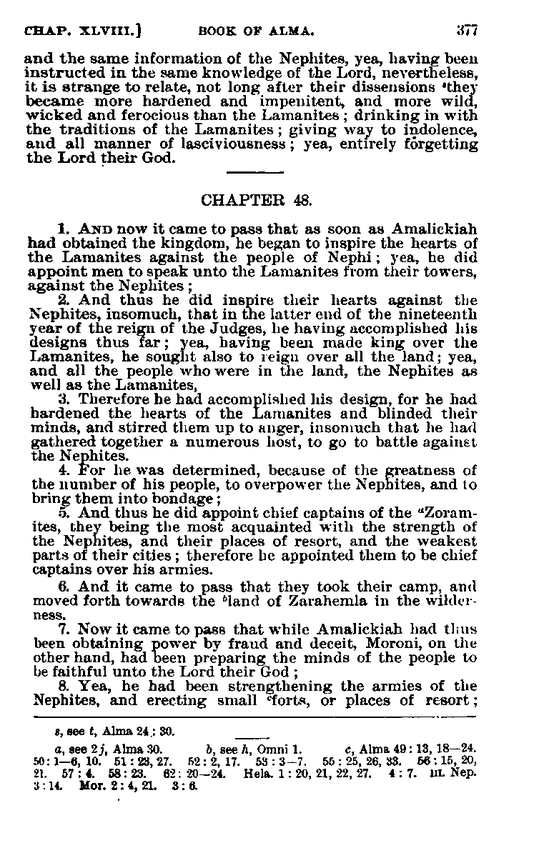 CHAP. XLVIII.] BOOK OF ALMA. 377
and the same information of the Nephites, yea, having been
instructed in the same knowledge of the Lord, nevertheless,
it is strange to relate, not long after their dissensions ˢthey
became more hardened and impenitent, and more wild,
wicked and ferocious than the Lamanites ; drinking in with
the traditions of the Lamanites ; giving way to indolence,
and all manner of lasciviousness ; yea, entirely forgetting
the Lord their God.
CHAPTER 48.
1. AND now it came to pass that as soon as Amalickiah
had obtained the kingdom, he began to inspire the hearts of
the Lamanites against the people of Nephi ; yea, he did
appoint men to speak unto the Lamanites from their towers,
against the Nephites ;
2. And thus he did inspire their hearts against the
Nephites, insomuch, that in the latter end of the nineteenth
year of the reign of the Judges, he having accomplished his
designs thus far ; yea, having been made king over the
Lamanites, he sought also to reign over all the land ; yea,
and all the people who were in the land, the Nephites as
well as the Lamanites,
3. Therefore he had accomplished his design, for he had
hardened the hearts of the Lamanites and blinded their
minds, and stirred them up to anger, insomuch that he had
gathered together a numerous host, to go to battle against
the Nephites.
4. For he was determined, because of the greatness of
the number of his people, to overpower the Nephites, and to
bring them into bondage ;
5. And thus he did appoint chief captains of the ᵃZoram-
ites, they being the most acquainted with the strength of
the Nephites, and their places of resort, and the weakest
parts of their cities ; therefore he appointed them to be chief
captains over his armies.
6. And it came to pass that they took their camp, and
moved forth towards the ᵇland of Zarahemla in the wilder-
ness.
7. Now it came to pass that while Amalickiah had thus
been obtaining power by fraud and deceit, Moroni, on the
other hand, had been preparing the minds of the people to
be faithful unto the Lord their God ;
8. Yea, he had been strengthening the armies of the
Nephites, and erecting small ᶜforts, or places of resort ;
s, see t, Alma 24 : 30.
a, see 2j, Alma 30. b, see h, Omni 1. c, Alma 49 : 13, 18—24.
50 : 1—6, 10. 51 : 23, 27. 52 : 2, 17. 53 : 3—7. 55 : 25, 26, 33. 56 : 15, 20,
21. 57 : 4. 58 : 23. 62 : 20—24. Hela. 1 : 20, 21, 22, 27. 4 : 7. III. Nep.
3 : 14. Mor. 2 : 4, 21. 3 : 6.